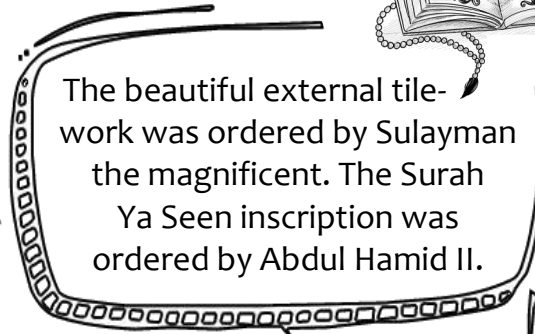 The beautiful external tile-
work was ordered by Sulayman
the magnificent. The Surah
Ya Seen inscription was
ordered by Abdul Hamid II.